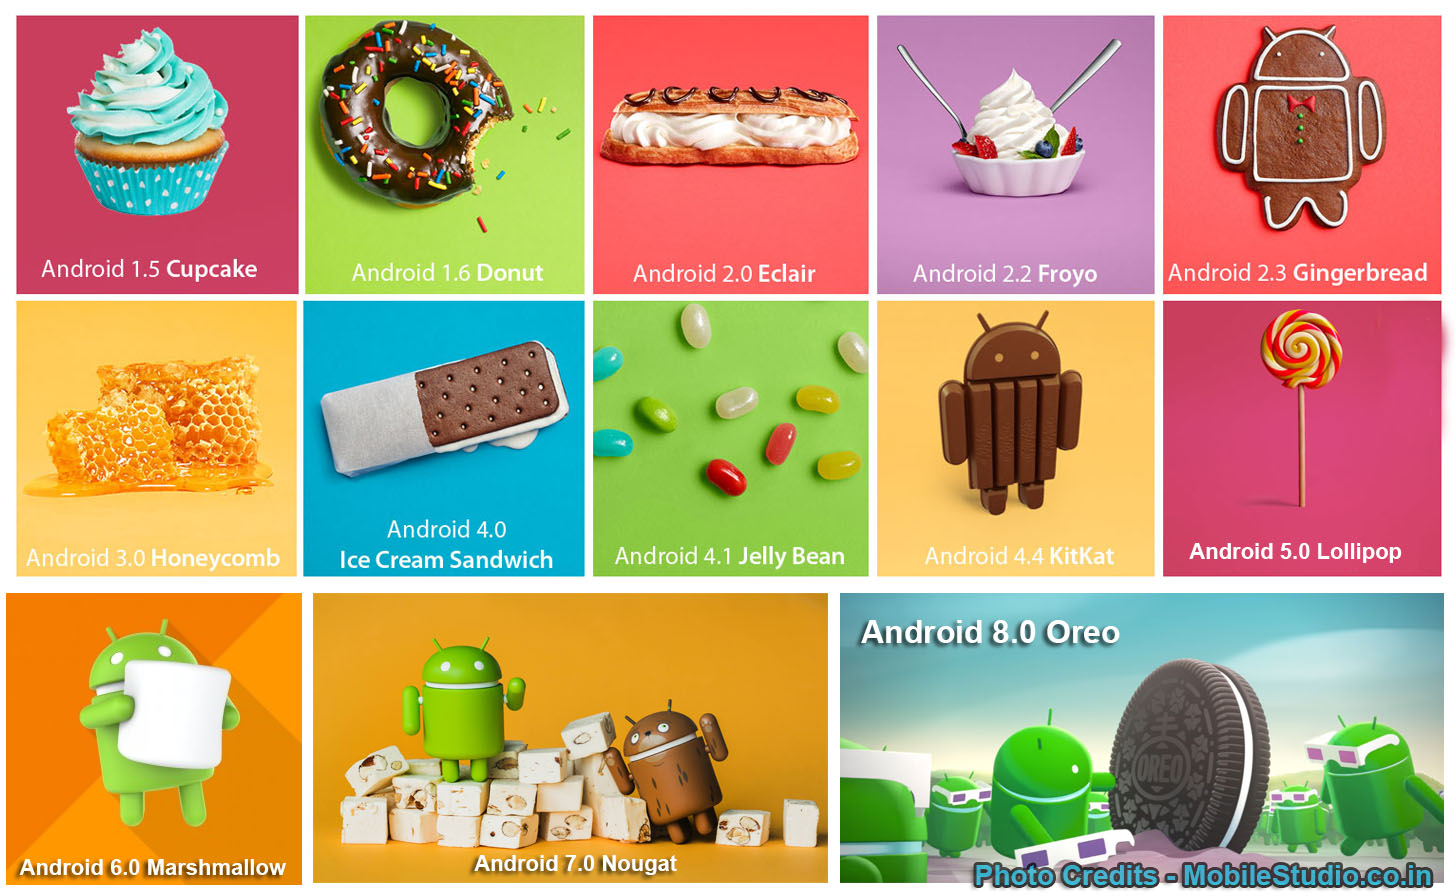 Android 1.5 Cupcake
Android 1.6 Donut
Android 2.0 Eclair
Android 2.2 Froyo
Android 2.3 Gingerbread
Android 3.0 Honeycomb
Android 4.0
Ice Cream Sandwich
Android 4.1 Jelly Bean
Android 4.4 KitKat
Android 5.0 Lollipop
Android 6.0 Marshmallow
Android 7.0 Nougat
Android 8.0 Oreo
OREO
Photo Credits - MobileStudio.co.in